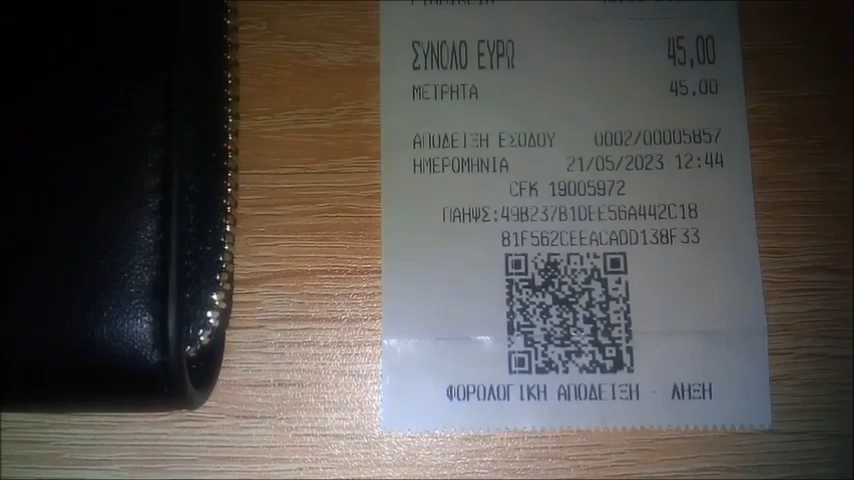 ΣΥΝΟΛΟ ΕΥΡΩ 45,00
ΜΕΤΡΗΤΑ 45.00
ΑΠΟΔΕΙΞΗ ΕΣΟΔΟΥ 0002/00005857
ΗΜΕΡΟΜΗΝΙΑ 21/05/2023 12:44
CFK 19005972
ΠΑΗΨΣ:49B237B1DEE56A442C18
81F562CEEACADD138F33
ΦΟΡΟΛΟΓΙΚΗ ΑΠΟΔΕΙΞΗ - ΛΗΞΗ